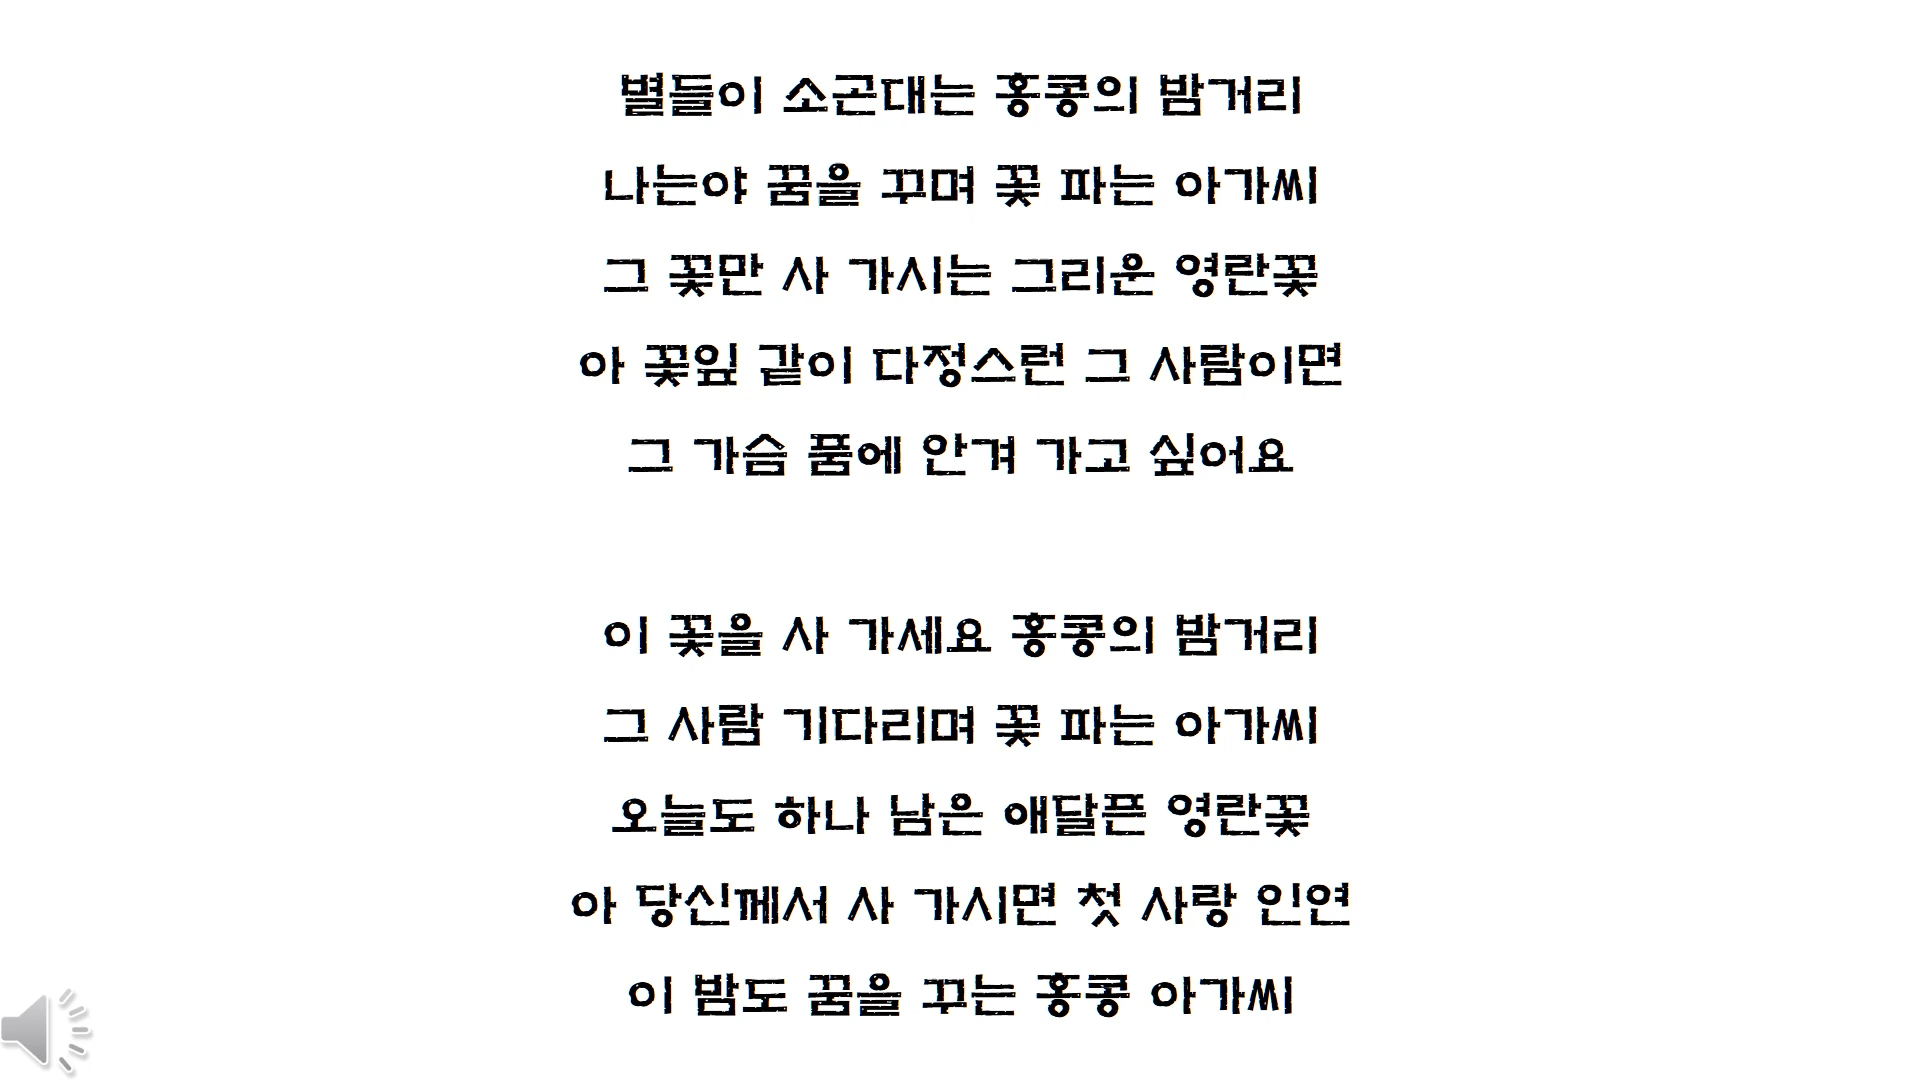 별들이 소곤대는 홍콩의 밤거리
나는야 꿈을 꾸며 꽃 파는 아가씨
그 꽃만 사 가시는 그리운 영란꽃
아 꽃잎 같이 다정스런 그 사람이면
그 가슴 품에 안겨 가고 싶어요
이 꽃을 사 가세요 홍콩의 밤거리
그 사람 기다리며 꽃 파는 아가씨
오늘도 하나 남은 애달픈 영란꽃
아 당신께서 사 가시면 첫 사랑 인연
이 밤도 꿈을 꾸는 홍콩 아가씨